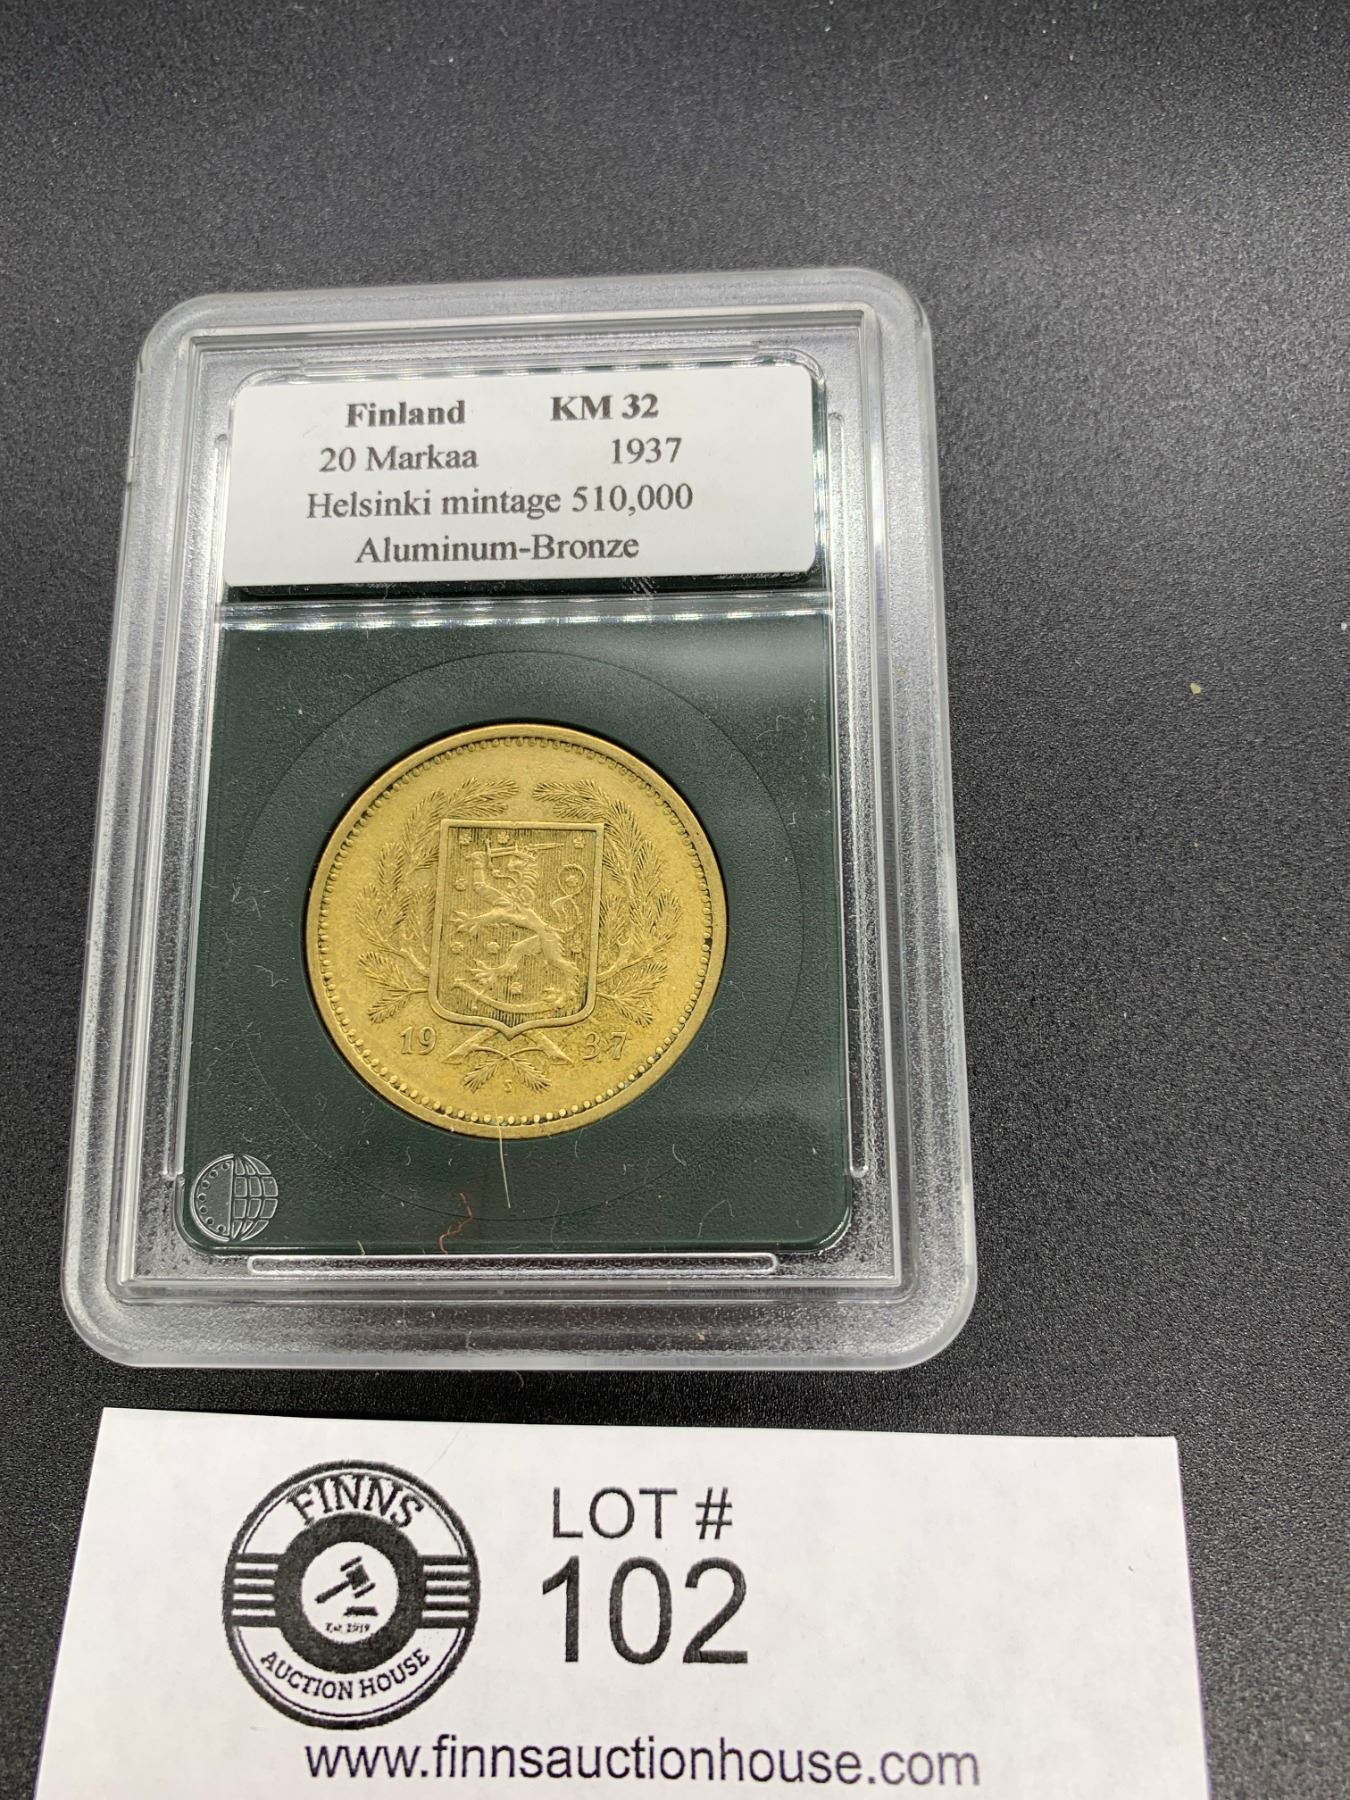 Finland KM 32
20 Markaa 1937
Helsinki mintage 510,000
Aluminum-Bronze
19 37
S
FINNS
Est. 2019
AUCTION HOUSE
LOT #
102
www.finnsauctionhouse.com